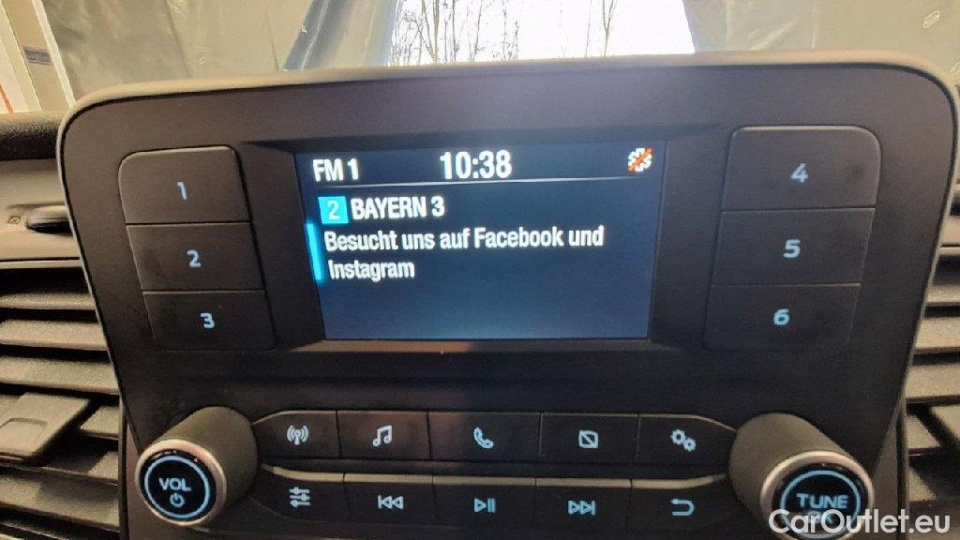 FM 1 10:38
2 BAYERN 3
Besucht uns auf Facebook und
Instagram
1
2
3
4
5
6
VOL
TUNE
CarOutlet.eu